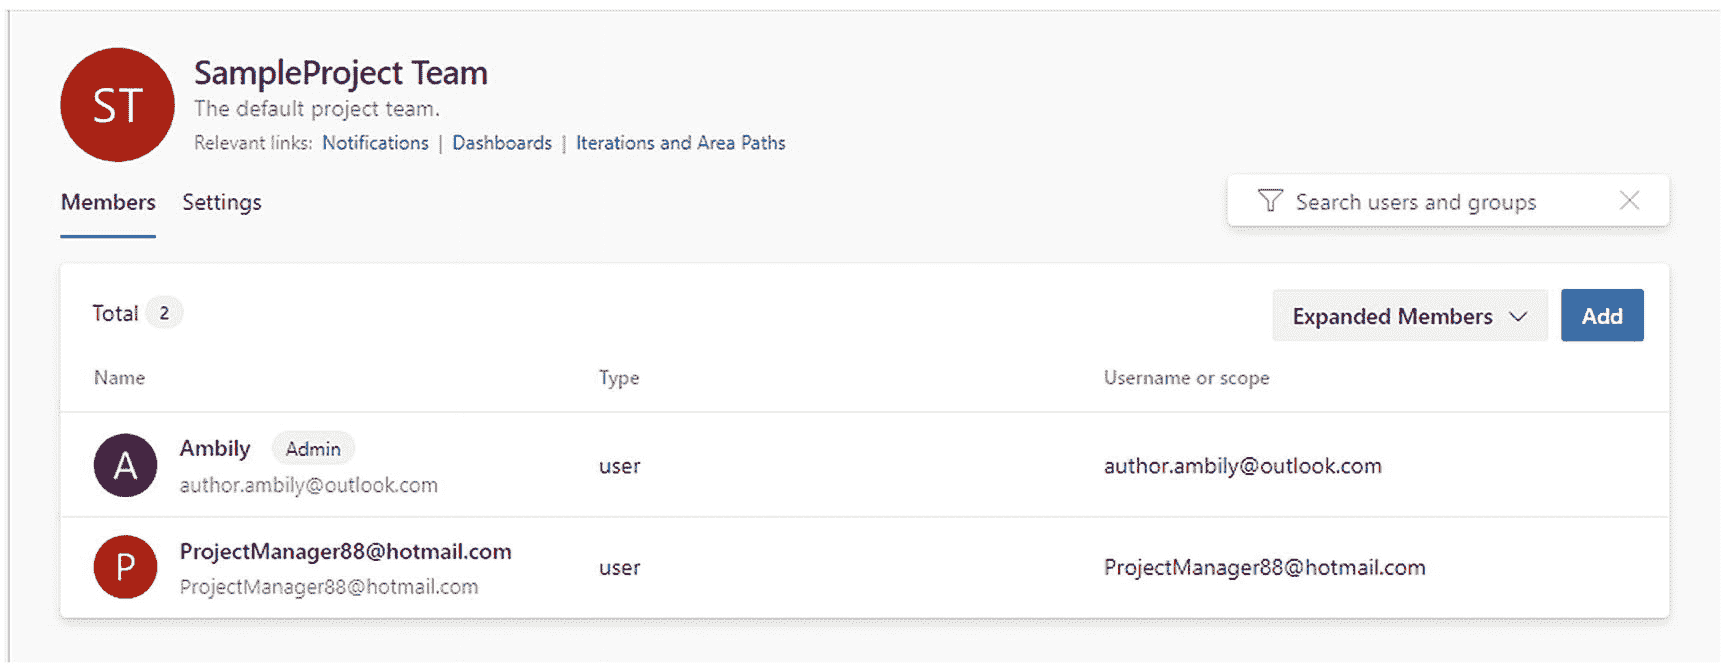 ST
SampleProject Team
The default project team.
Relevant links: Notifications | Dashboards | Iterations and Area Paths
Members Settings
Search users and groups
Total 2
Expanded Members Add
Name Type Username or scope
A
Ambily Admin
author.ambily@outlook.com
user
author.ambily@outlook.com
P
ProjectManager88@hotmail.com
ProjectManager88@hotmail.com
user
ProjectManager88@hotmail.com